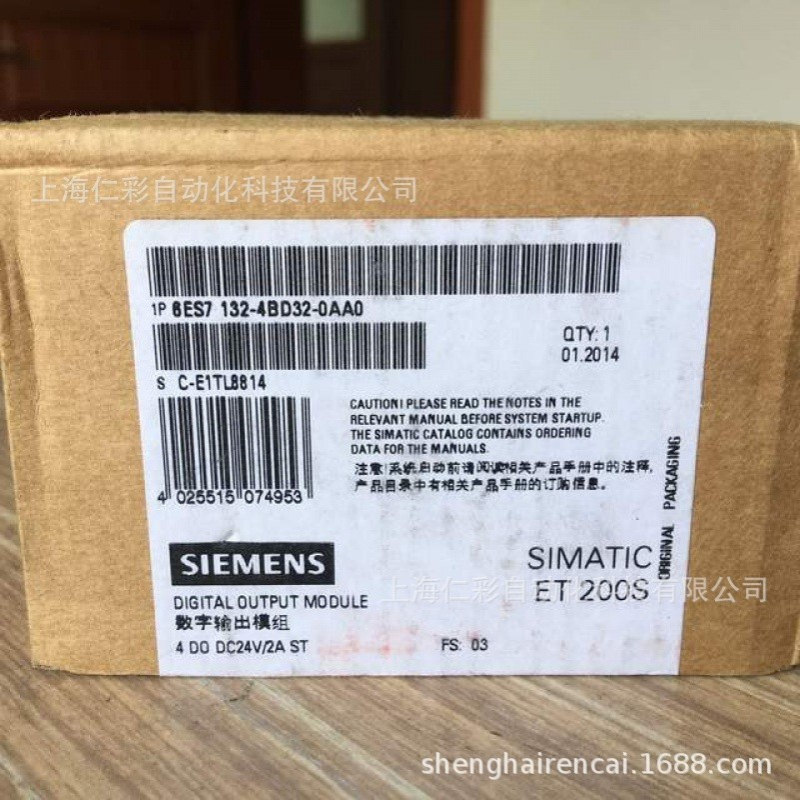 上海仁彩自动化科技有限公司
1P 6ES7 132-4BD32-0AA0
QTY: 1
01.2014
S C-E1TL8814
CAUTION! PLEASE READ THE NOTES IN THE
RELEVANT MANUAL BEFORE SYSTEM STARTUP.
THE SIMATIC CATALOG CONTAINS ORDERING
DATA FOR THE MANUALS.
注意!系统启动前请阅读相关产品手册中的注释,
产品目录中有相关产品手册的订购信息。
4 025515 074953
ORIGINAL PACKAGING
SIEMENS
SIMATIC
ET 200S
上海仁彩自动化科技有限公司
DIGITAL OUTPUT MODULE
数字输出模组
4 DO DC24V/2A ST
FS: 03
shenghairencai.1688.com